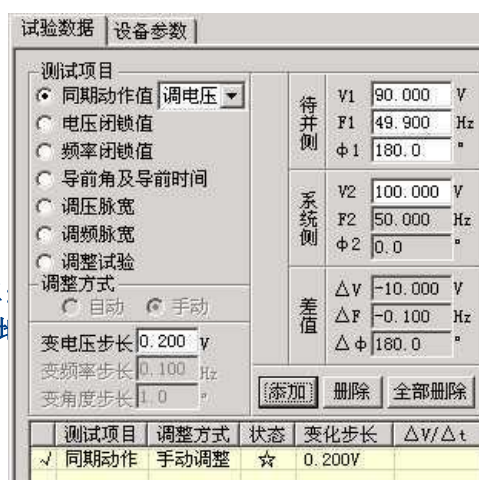 试验数据 设备参数
测试项目
同期动作值 调电压
电压闭锁值
频率闭锁值
导前角及导前时间
调压脉宽
调频脉宽
调整试验
调整方式
自动 手动
变电压步长 0.200 V
变频率步长 0.100 Hz
变角度步长 1.0 °
待并侧
V1 90.000 V
F1 49.900 Hz
φ1 180.0 °
系统侧
V2 100.000 V
F2 50.000 Hz
φ2 0.0 °
差值
△V -10.000 V
△F -0.100 Hz
△φ 180.0 °
添加 删除 全部删除
测试项目 调整方式 状态 变化步长 △V/△t
√ 同期动作 手动调整 ☆ 0.200V